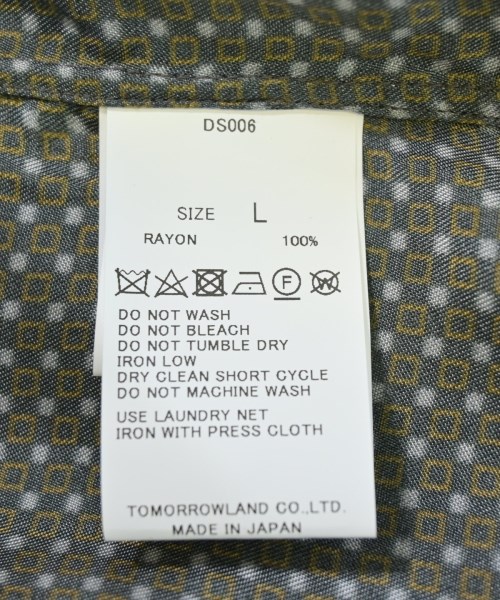 DS006
SIZE L
RAYON 100%
F W
DO NOT WASH
DO NOT BLEACH
DO NOT TUMBLE DRY
IRON LOW
DRY CLEAN SHORT CYCLE
DO NOT MACHINE WASH
USE LAUNDRY NET
IRON WITH PRESS CLOTH
TOMORROWLAND CO.,LTD.
MADE IN JAPAN